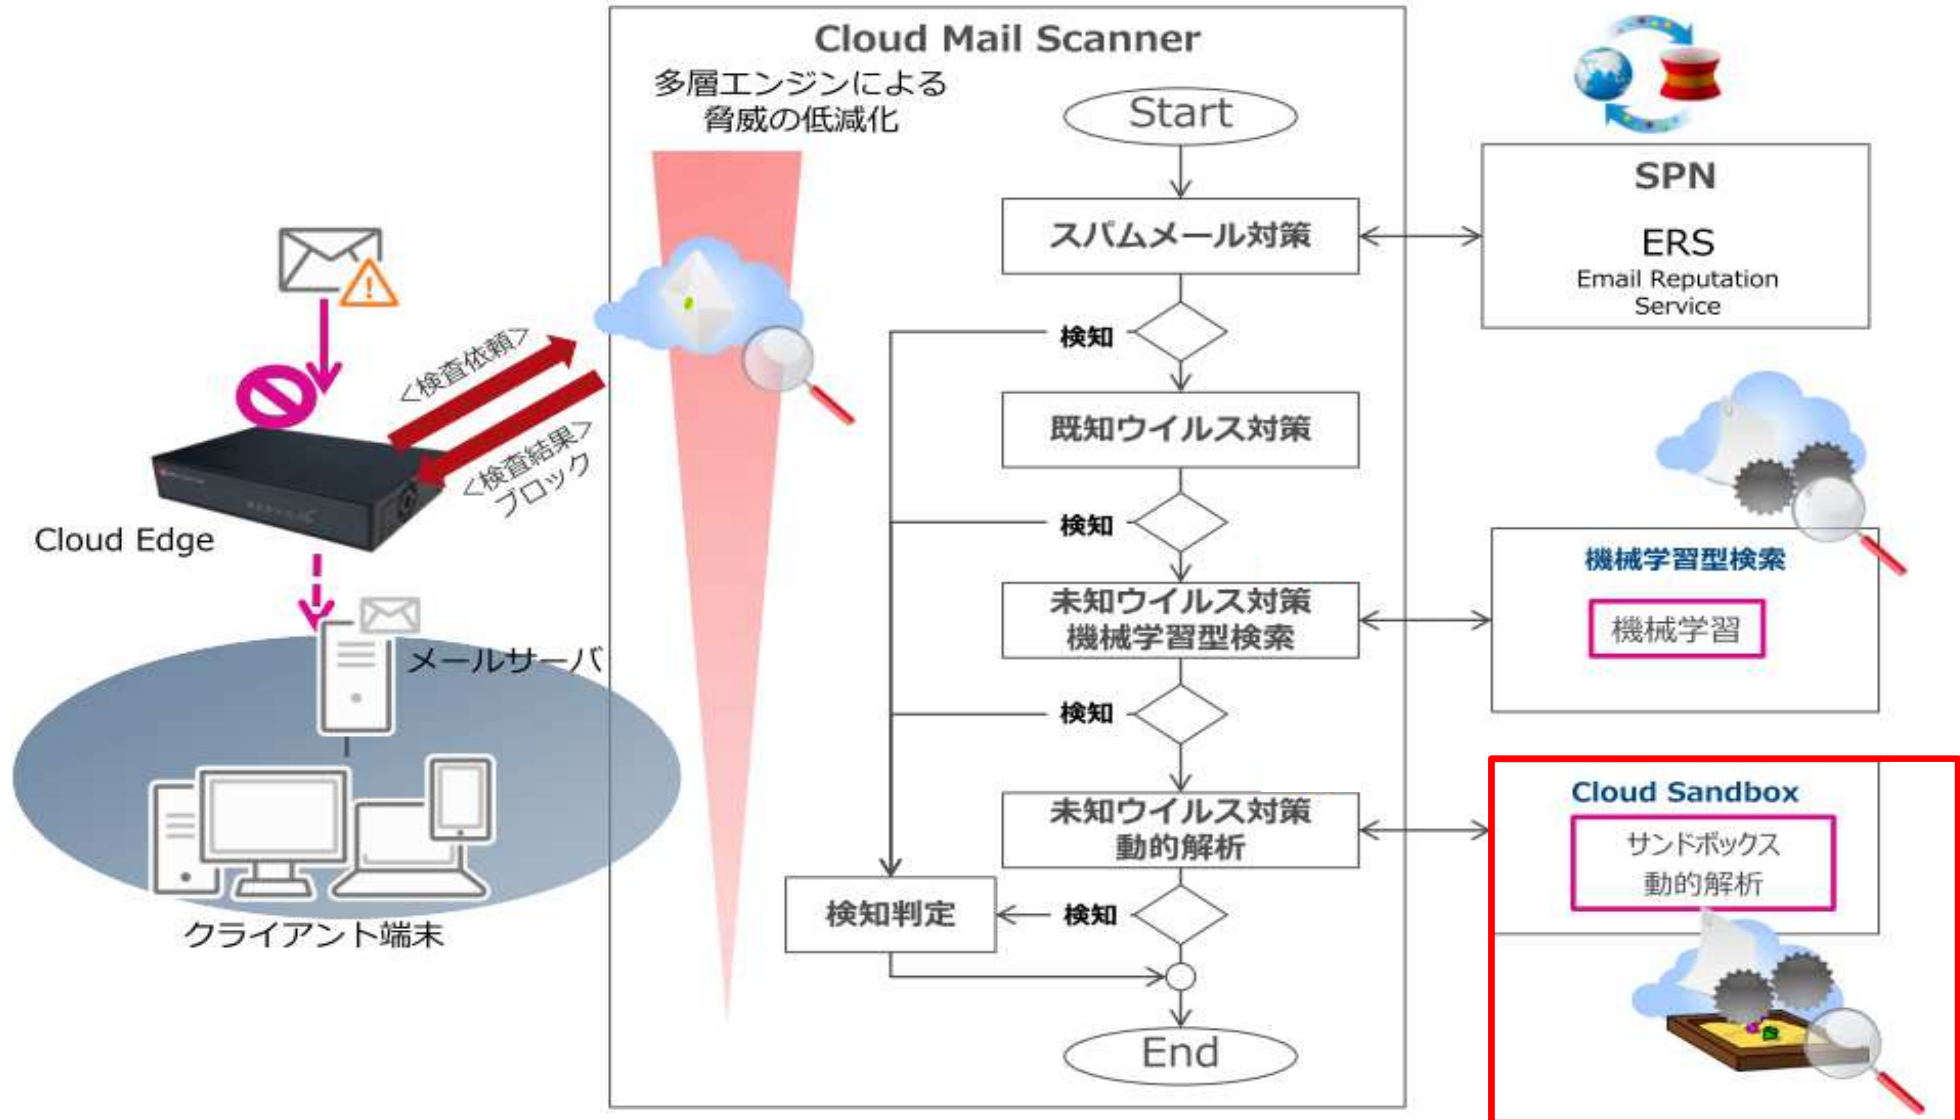 Cloud Mail Scanner
多層エンジンによる
脅威の低減化
Start
スパムメール対策
検知
既知ウイルス対策
検知
未知ウイルス対策
機械学習型検索
検知
未知ウイルス対策
動的解析
検知
検知判定
End
<検査依頼>
<検査結果>
ブロック
Cloud Edge
メールサーバ
クライアント端末
SPN
ERS
Email Reputation
Service
機械学習型検索
機械学習
Cloud Sandbox
サンドボックス
動的解析